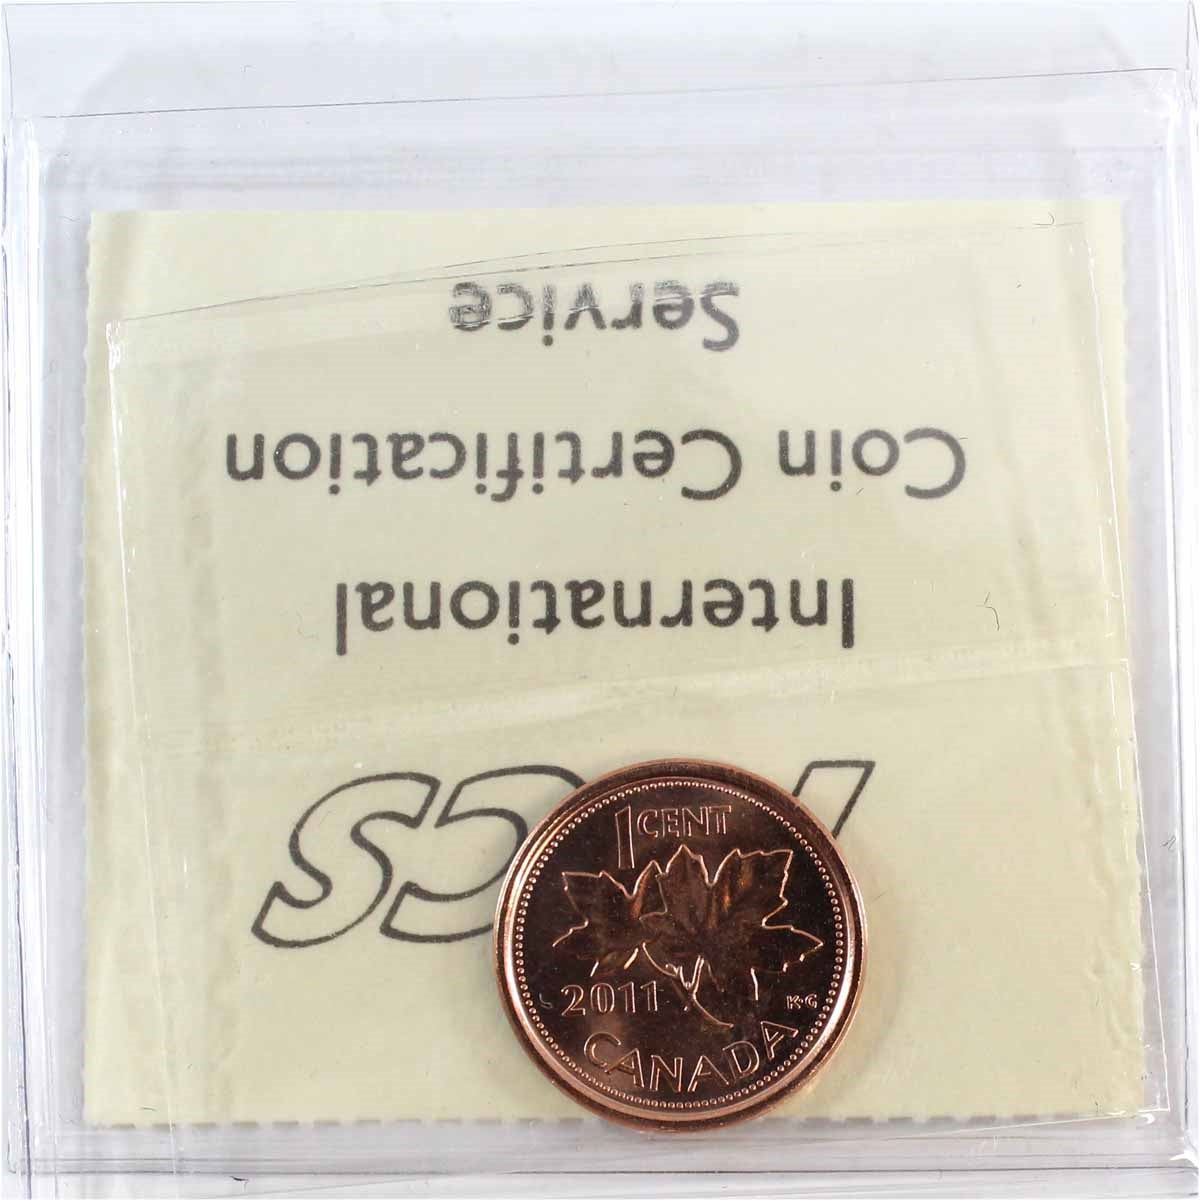 ICCS
International
Coin Certification
Service
1 CENT
2011
K·G
CANADA